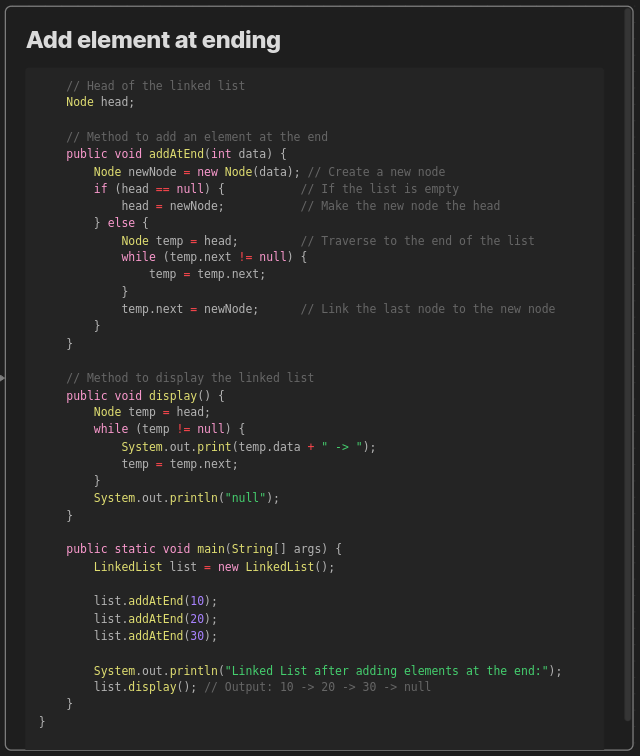 Add element at ending
// Head of the linked list
Node head;
// Method to add an element at the end
public void addAtEnd(int data) {
Node newNode = new Node(data); // Create a new node
if (head == null) { // If the list is empty
head = newNode; // Make the new node the head
} else {
Node temp = head; // Traverse to the end of the list
while (temp.next != null) {
temp = temp.next;
}
temp.next = newNode; // Link the last node to the new node
}
}
// Method to display the linked list
public void display() {
Node temp = head;
while (temp != null) {
System.out.print(temp.data + " -> ");
temp = temp.next;
}
System.out.println("null");
}
public static void main(String[] args) {
LinkedList list = new LinkedList();
list.addAtEnd(10);
list.addAtEnd(20);
list.addAtEnd(30);
System.out.println("Linked List after adding elements at the end:");
list.display(); // Output: 10 -> 20 -> 30 -> null
}
}